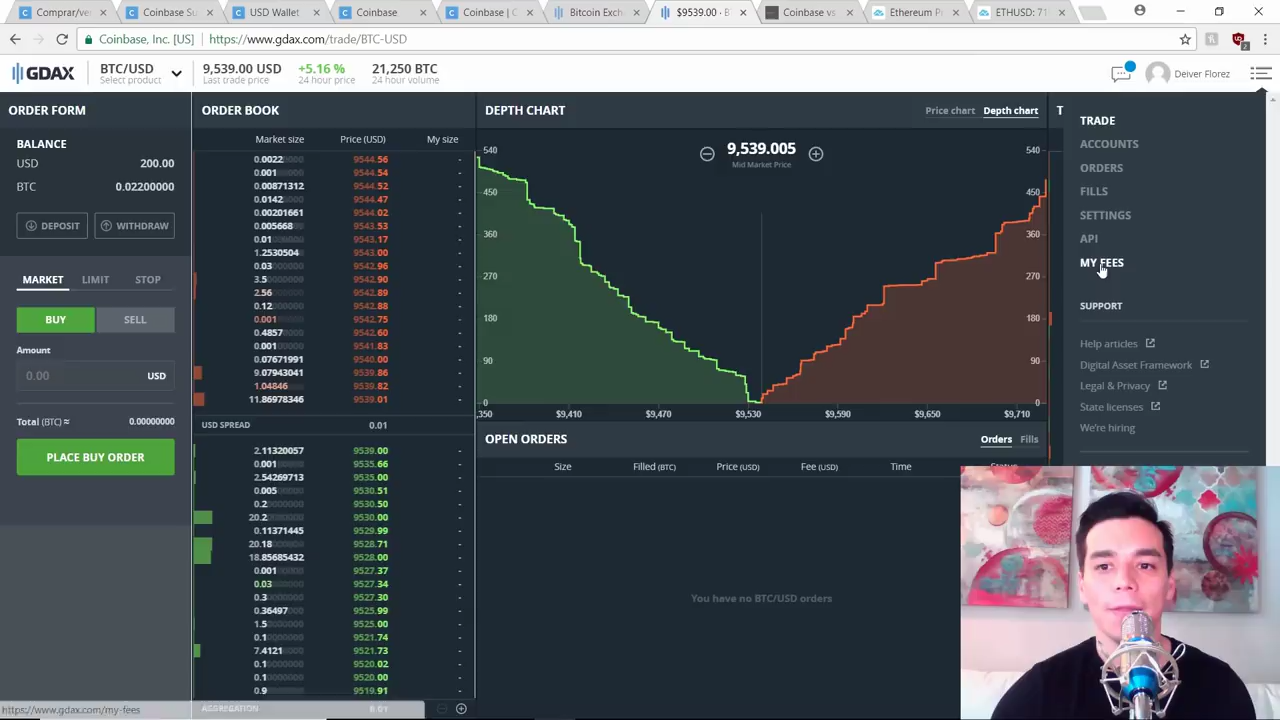 Comprar/ve
Coinbase Su
USD Wallet
Coinbase
Coinbase | C
Bitcoin Exc
$9539.00 - B
Coinbase vs
Ethereum P
ETHUSD: 71
Coinbase, Inc. [US]
https://www.gdax.com/trade/BTC-USD
2
GDAX
BTC/USD
Select product
9,539.00 USD
Last trade price
+5.16 %
24 hour price
21,250 BTC
24 hour volume
Deiver Florez
ORDER FORM
BALANCE
USD 200.00
BTC 0.02200000
DEPOSIT
WITHDRAW
MARKET LIMIT STOP
BUY SELL
Amount
0.00 USD
Total (BTC) ≈ 0.00000000
PLACE BUY ORDER
ORDER BOOK
Market size Price (USD) My size
0.0022 9544.56 -
0.001 9544.54 -
0.00871312 9544.52 -
0.0142 9544.47 -
0.00201661 9544.02 -
0.005668 9543.53 -
0.01 9543.17 -
1.2530504 9543.00 -
0.03 9542.96 -
3.5 9542.90 -
2.56 9542.89 -
0.12 9542.88 -
0.001 9542.75 -
0.4857 9542.60 -
0.001 9541.83 -
0.07671991 9540.00 -
9.07943041 9539.86 -
1.04846 9539.82 -
11.86978346 9539.01 -
USD SPREAD 0.01
2.11320057 9539.00 -
0.001 9535.66 -
2.54269713 9535.00 -
0.005 9530.51 -
0.2 9530.50 -
20.2 9530.00 -
0.11371445 9529.99 -
20.18 9528.71 -
18.85685432 9528.00 -
0.001 9527.37 -
0.03 9527.34 -
0.3 9527.30 -
0.36497 9525.99 -
1.5 9525.00 -
0.1 9521.74 -
7.4121 9521.73 -
0.1 9520.02 -
0.1 9520.00 -
0.9 9519.91 -
AGGREGATION 0.01
https://www.gdax.com/my-fees
DEPTH CHART
Price chart Depth chart
9,539.005
Mid Market Price
540 540
450 450
360 360
270 270
180 180
90 90
0 0
,350 $9,410 $9,470 $9,530 $9,590 $9,650 $9,710
OPEN ORDERS
Orders Fills
Size Filled (BTC) Price (USD) Fee (USD) Time Status
You have no BTC/USD orders
T
TRADE
ACCOUNTS
ORDERS
FILLS
SETTINGS
API
MY FEES
SUPPORT
Help articles
Digital Asset Framework
Legal & Privacy
State licenses
We're hiring